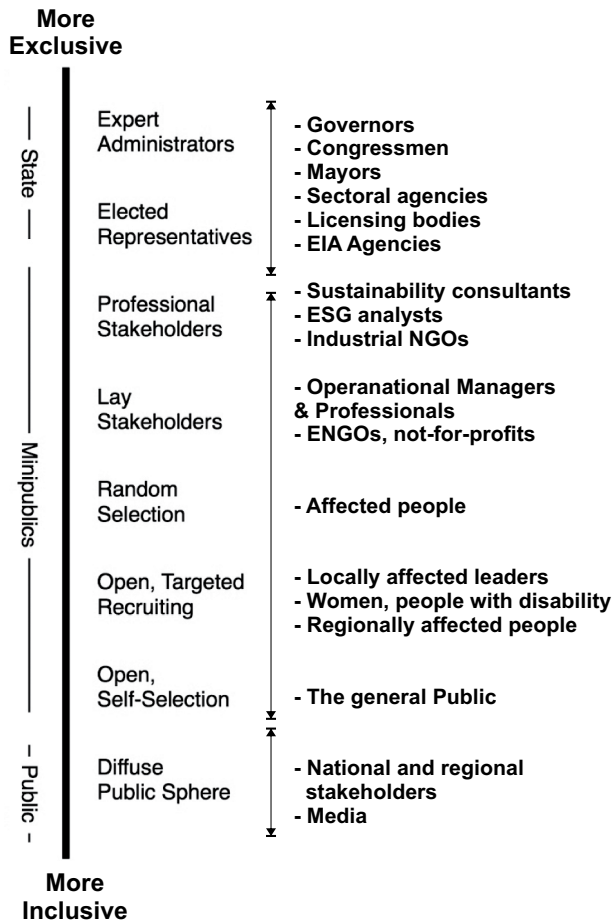 More
Exclusive
State
Expert
Administrators
- Governors
- Congressmen
- Mayors
- Sectoral agencies
- Licensing bodies
- EIA Agencies
Elected
Representatives
Minipublics
Professional
Stakeholders
- Sustainability consultants
- ESG analysts
- Industrial NGOs
Lay
Stakeholders
- Operanational Managers
& Professionals
- ENGOs, not-for-profits
Random
Selection
- Affected people
Open, Targeted
Recruiting
- Locally affected leaders
- Women, people with disability
- Regionally affected people
Open,
Self-Selection
- The general Public
Public
Diffuse
Public Sphere
- National and regional
stakeholders
- Media
More
Inclusive